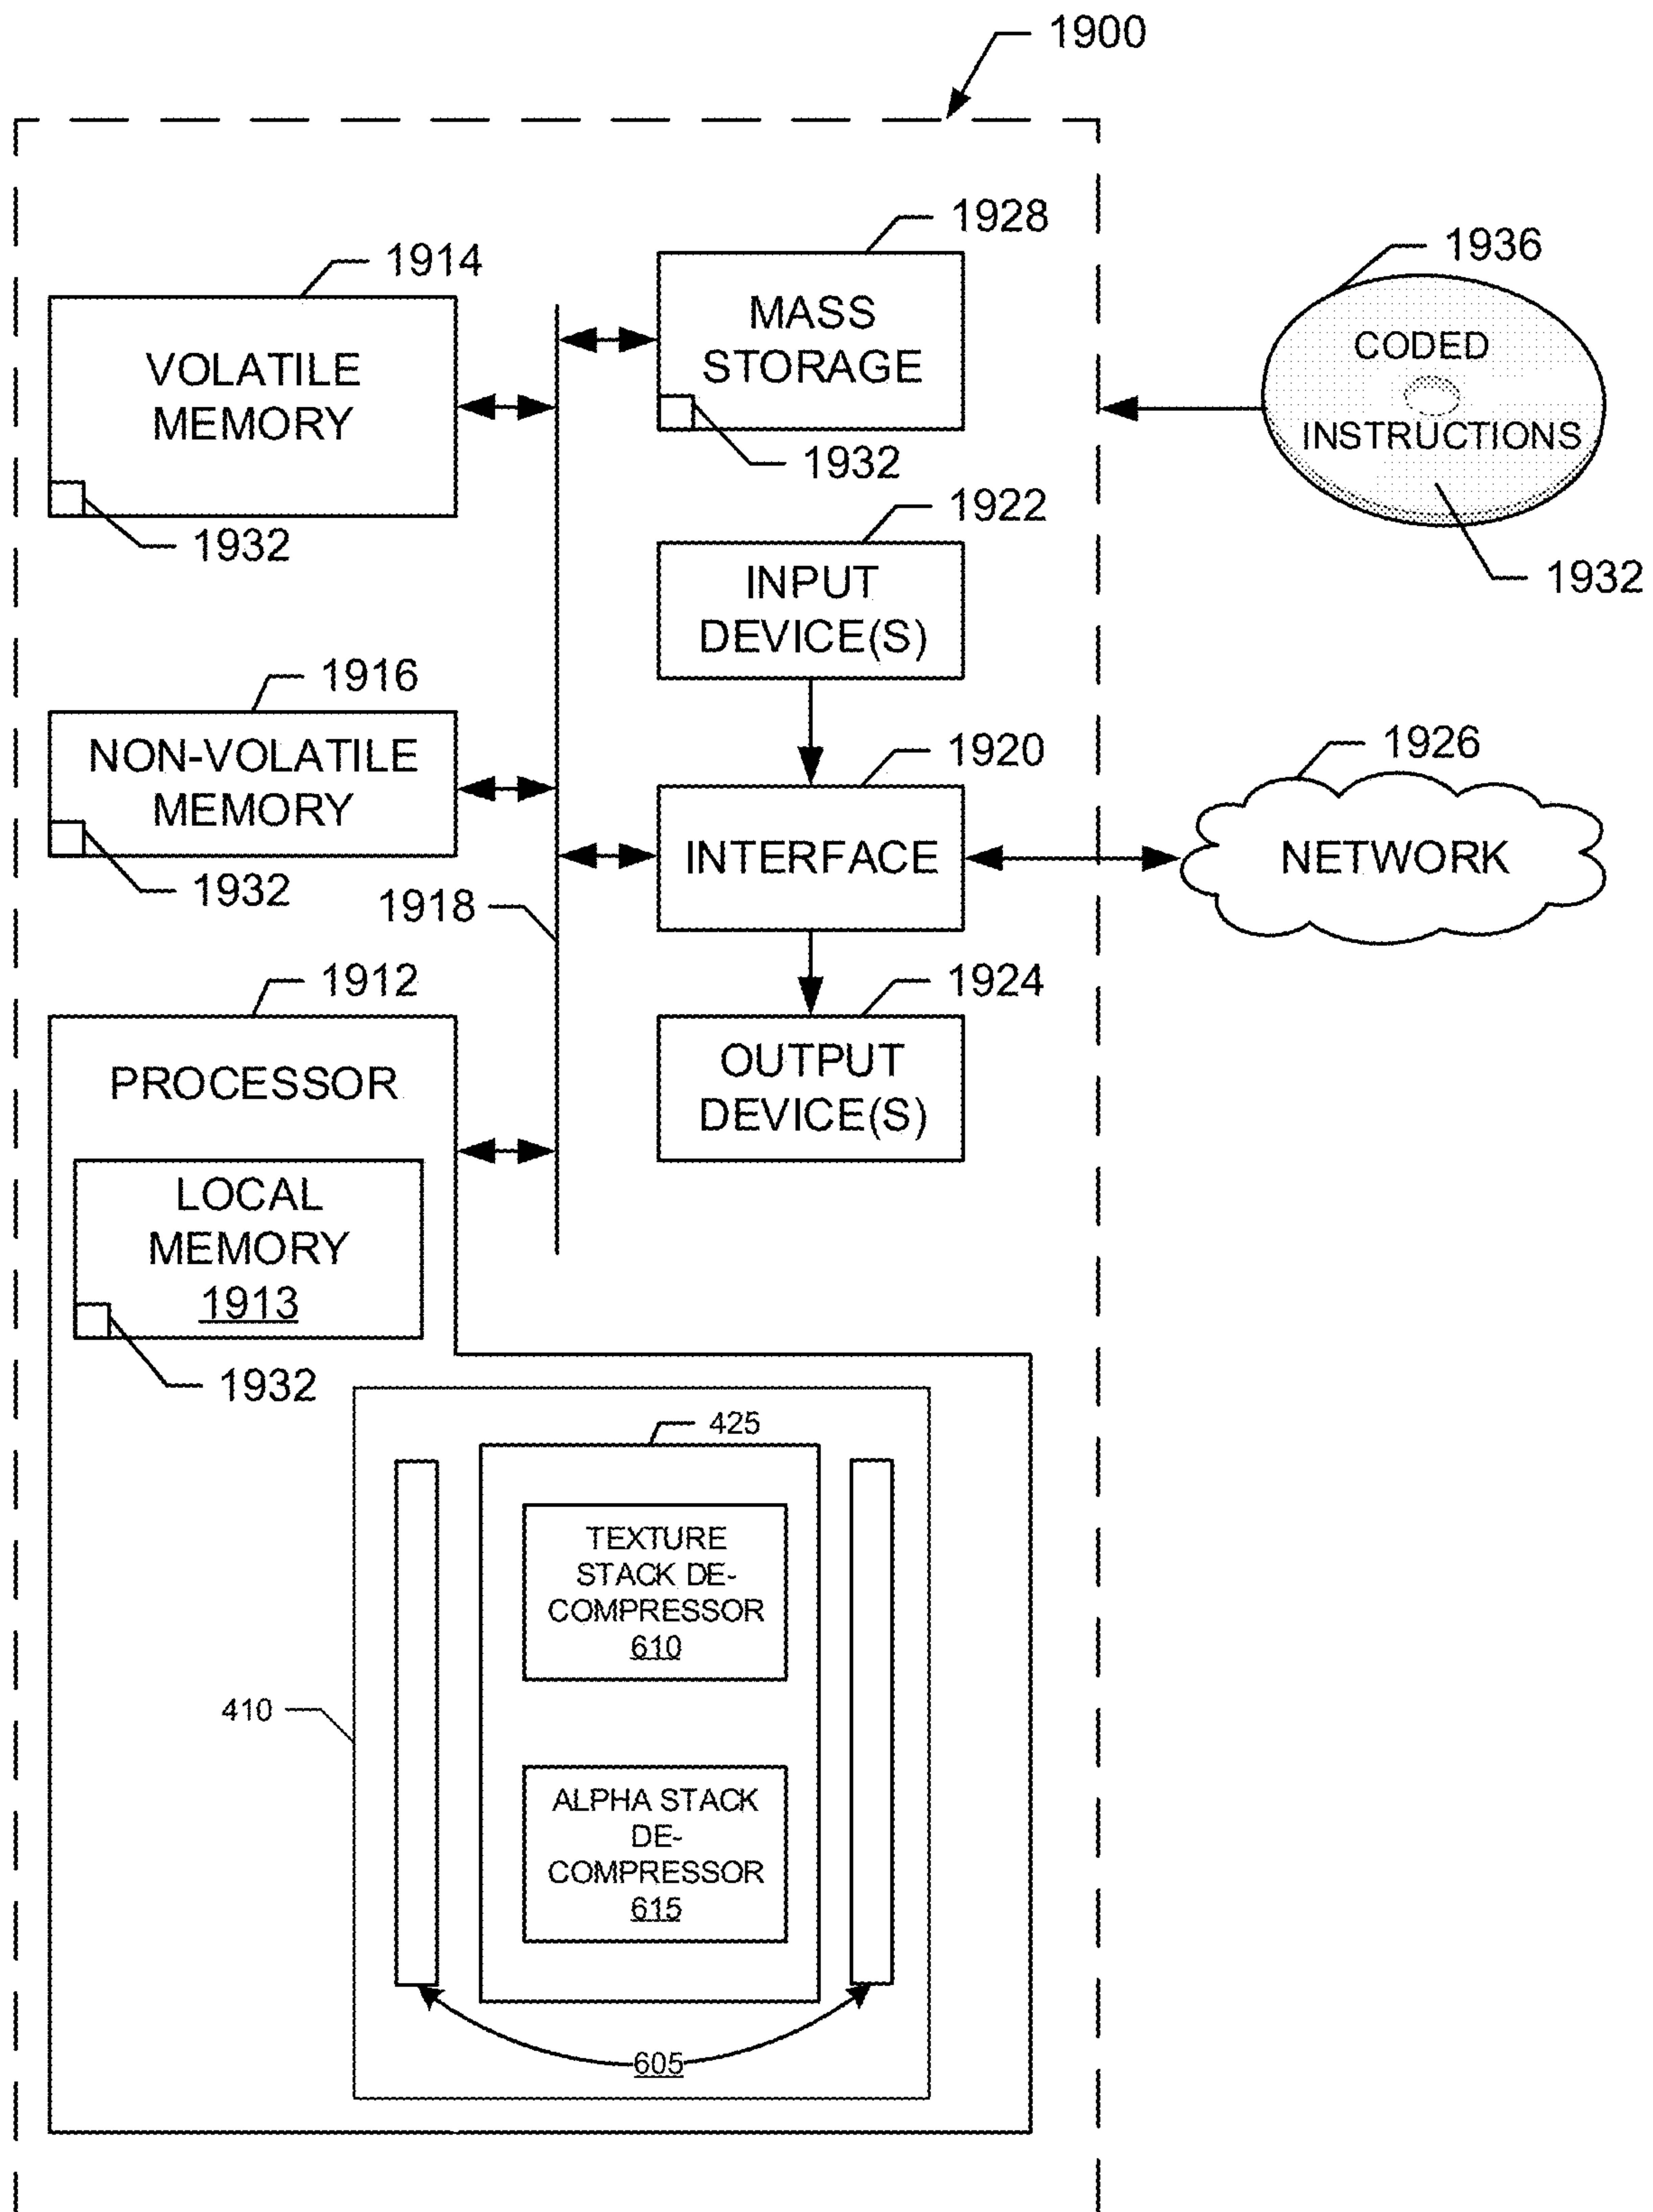 1900
1928
1914
1936
MASS
STORAGE
VOLATILE
MEMORY
CODED
INSTRUCTIONS
1932
1932
1932
1922
INPUT
DEVICE(S)
1916
1920
1926
NON-VOLATILE
MEMORY
INTERFACE
NETWORK
1932
1918
1912
1924
PROCESSOR
OUTPUT
DEVICE(S)
LOCAL
MEMORY
1913
1932
425
TEXTURE
STACK DE-
COMPRESSOR
610
410
ALPHA STACK
DE-
COMPRESSOR
615
605